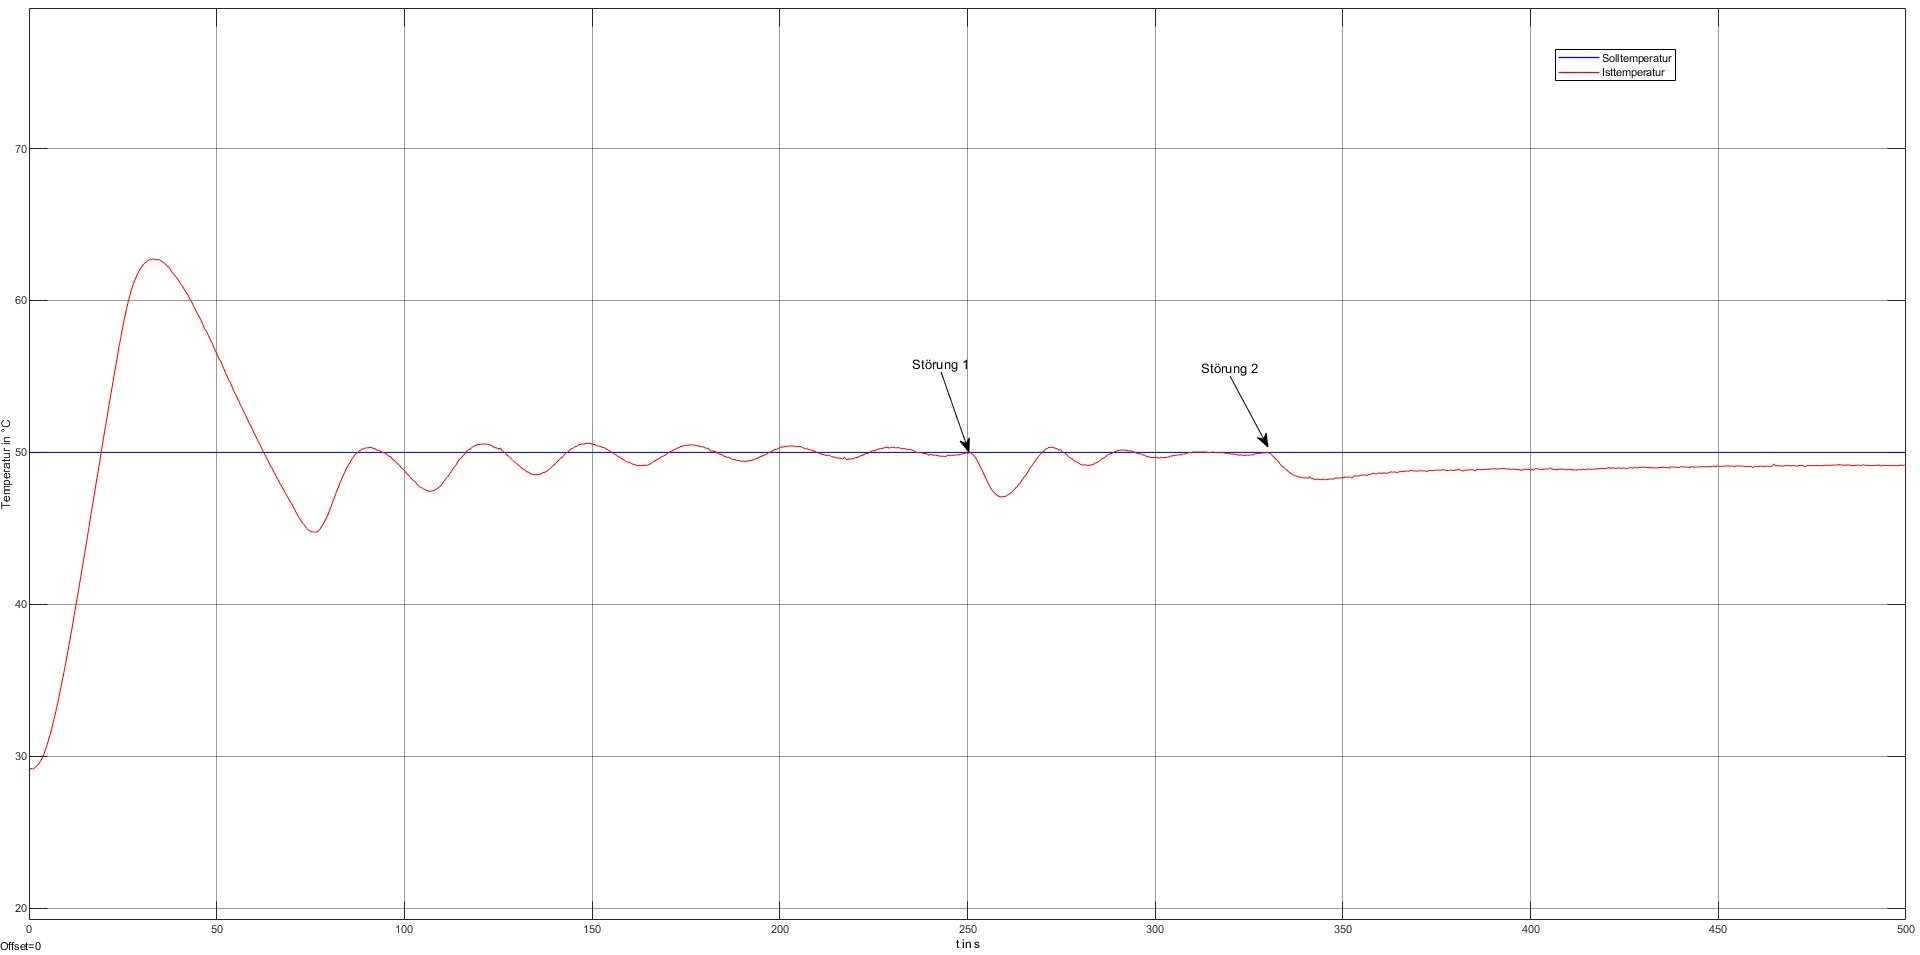 Solltemperatur
Isttemperatur
70
60
50
40
30
20
Temperatur in °C
Störung 1
Störung 2
0 50 100 150 200 250 300 350 400 450 500
t in s
Offset=0